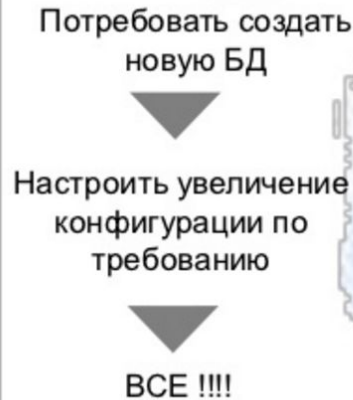 Потребовать создать
новую БД
Настроить увеличение
конфигурации по
требованию
ВСЕ !!!!